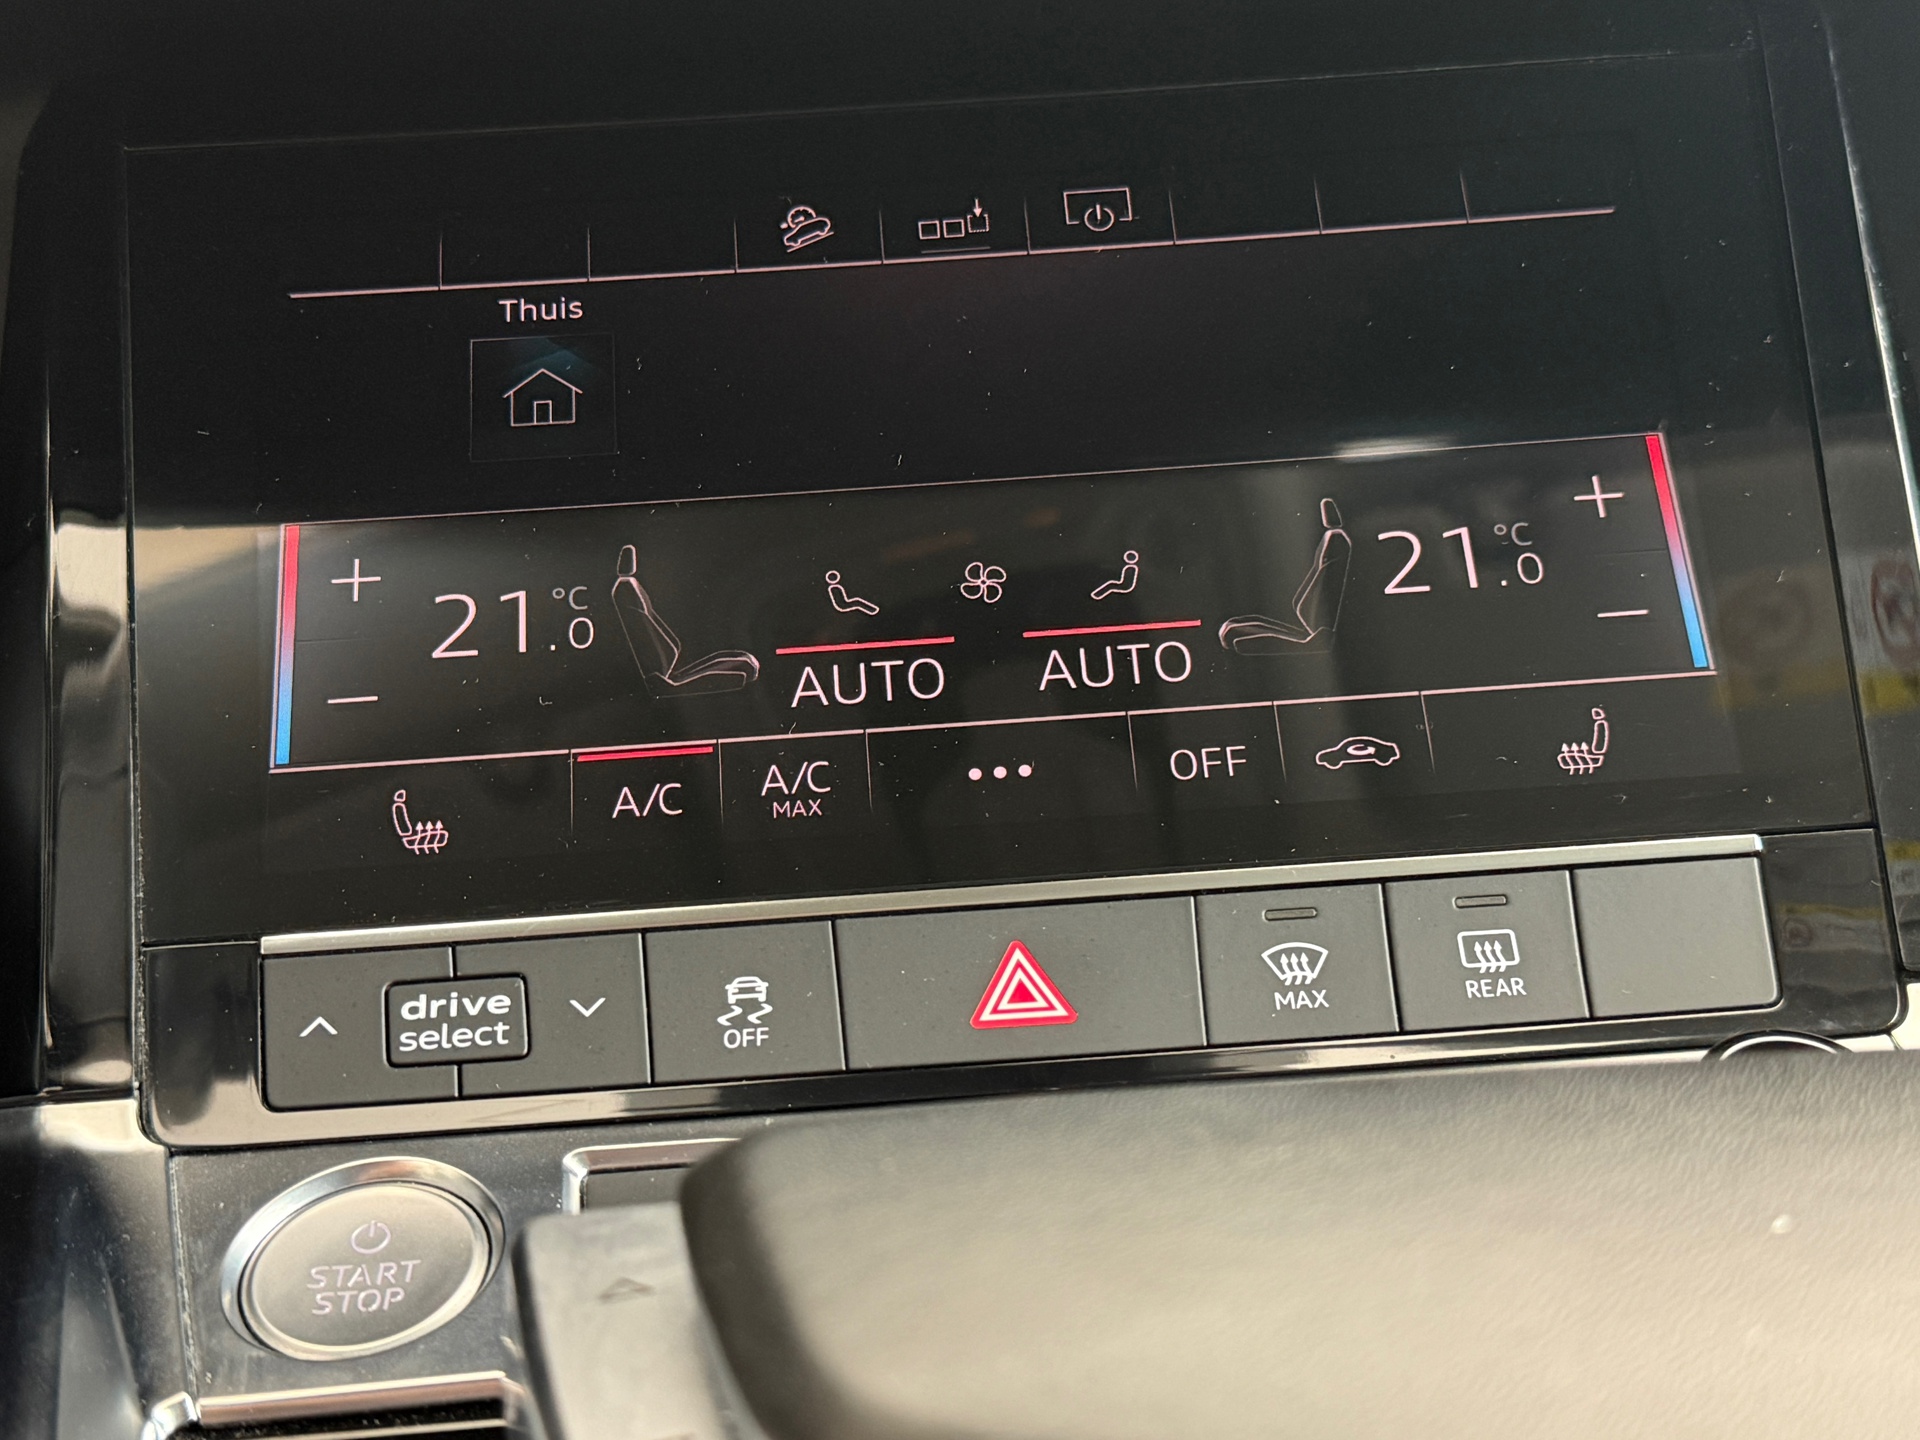 Thuis
21.0 °C
AUTO
AUTO
21.0 °C
A/C
A/C
MAX
OFF
drive
select
OFF
MAX
REAR
START
STOP